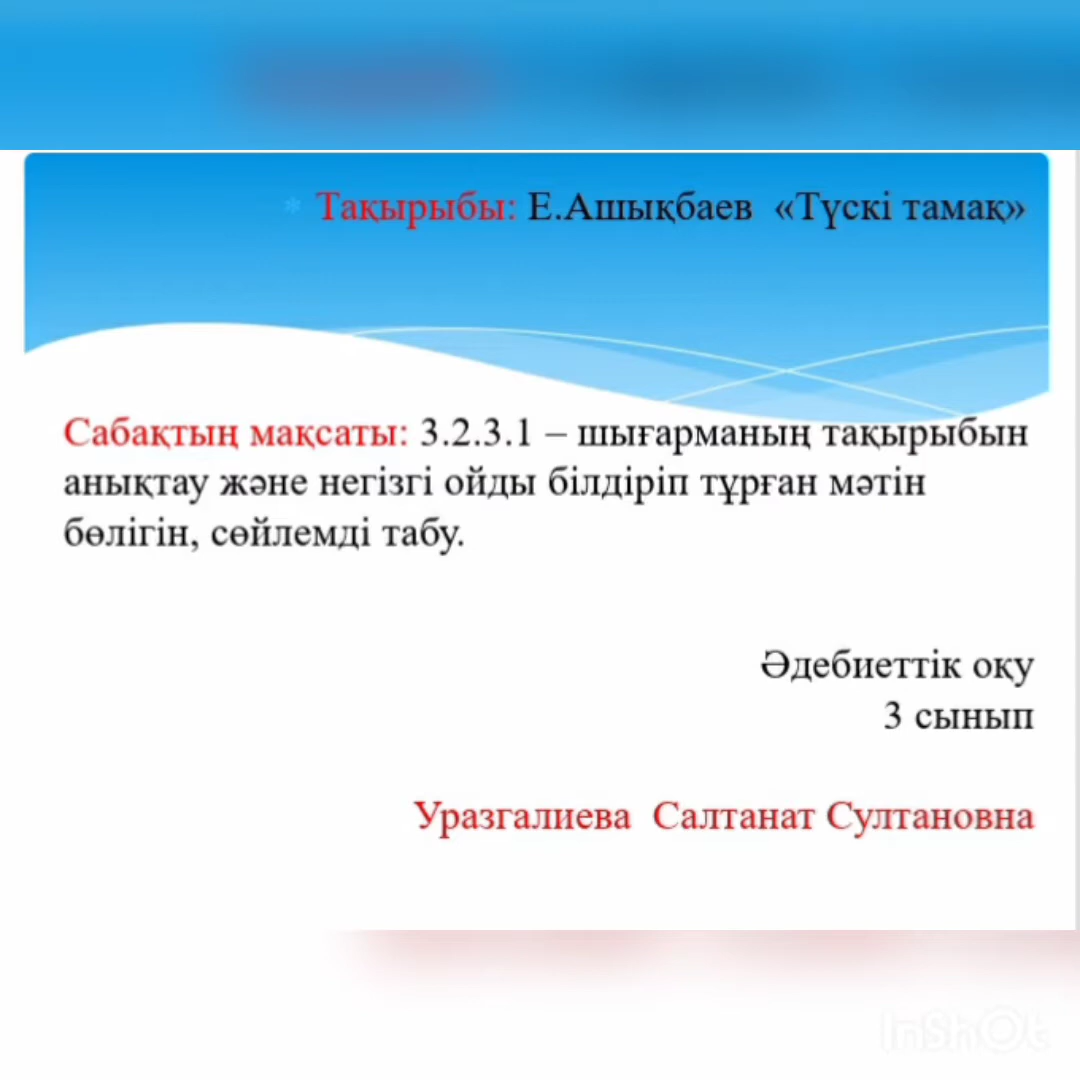 * Тақырыбы: Е.Ашықбаев «Түскі тамақ»
Сабақтың мақсаты: 3.2.3.1 – шығарманың тақырыбын
анықтау және негізгі ойды білдіріп тұрған мәтін
бөлігін, сөйлемді табу.
Әдебиеттік оқу
3 сынып
Уразгалиева Салтанат Султановна
InShOt